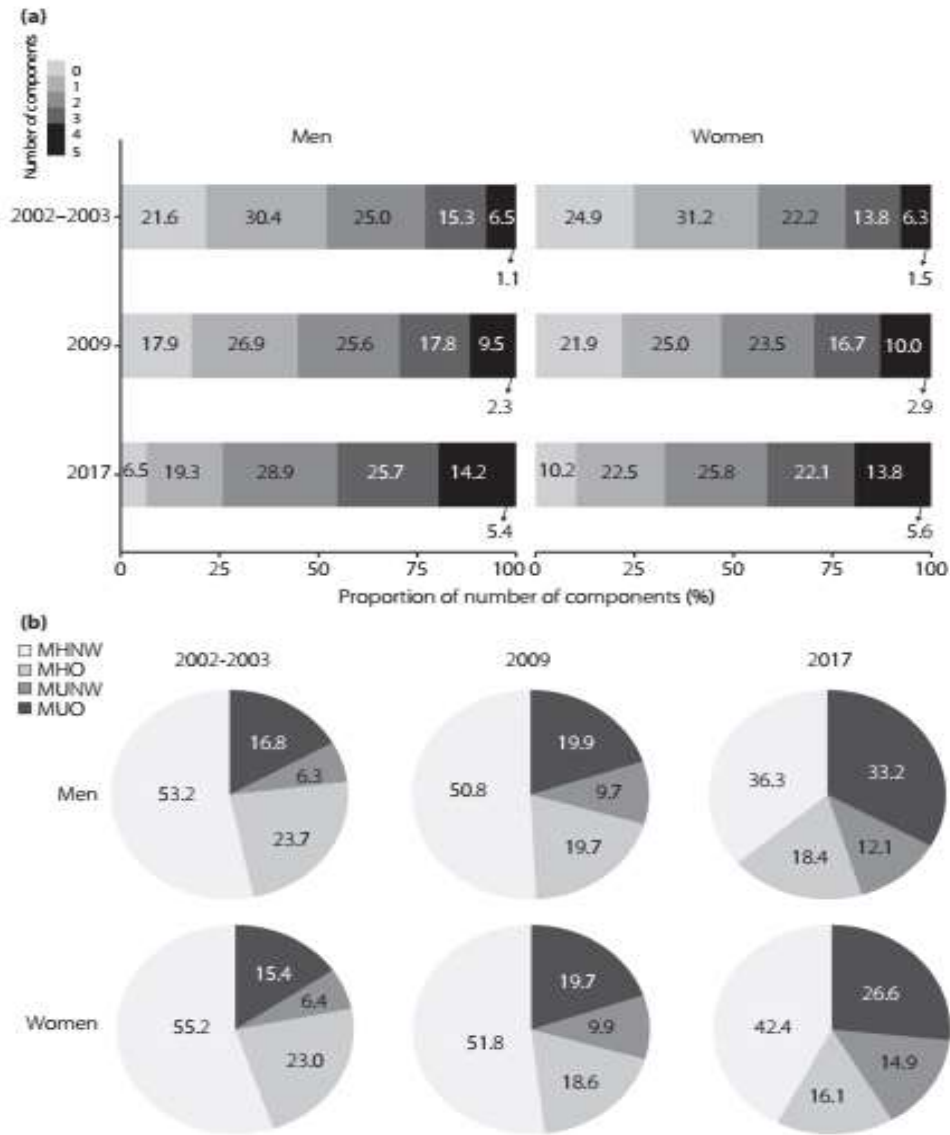 (a)
Number of components
0
1
2
3
4
5
Men
Women
2002–2003
21.6 30.4 25.0 15.3 6.5
1.1
24.9 31.2 22.2 13.8 6.3
1.5
2009
17.9 26.9 25.6 17.8 9.5
2.3
21.9 25.0 23.5 16.7 10.0
2.9
2017
6.5 19.3 28.9 25.7 14.2
5.4
10.2 22.5 25.8 22.1 13.8
5.6
0 25 50 75 100
0 25 50 75 100
Proportion of number of components (%)
(b)
MHNW
MHO
MUNW
MUO
2002-2003
2009
2017
Men
16.8
6.3
53.2
23.7
19.9
50.8
9.7
19.7
36.3
33.2
18.4
12.1
Women
15.4
6.4
55.2
23.0
19.7
9.9
51.8
18.6
26.6
42.4
14.9
16.1